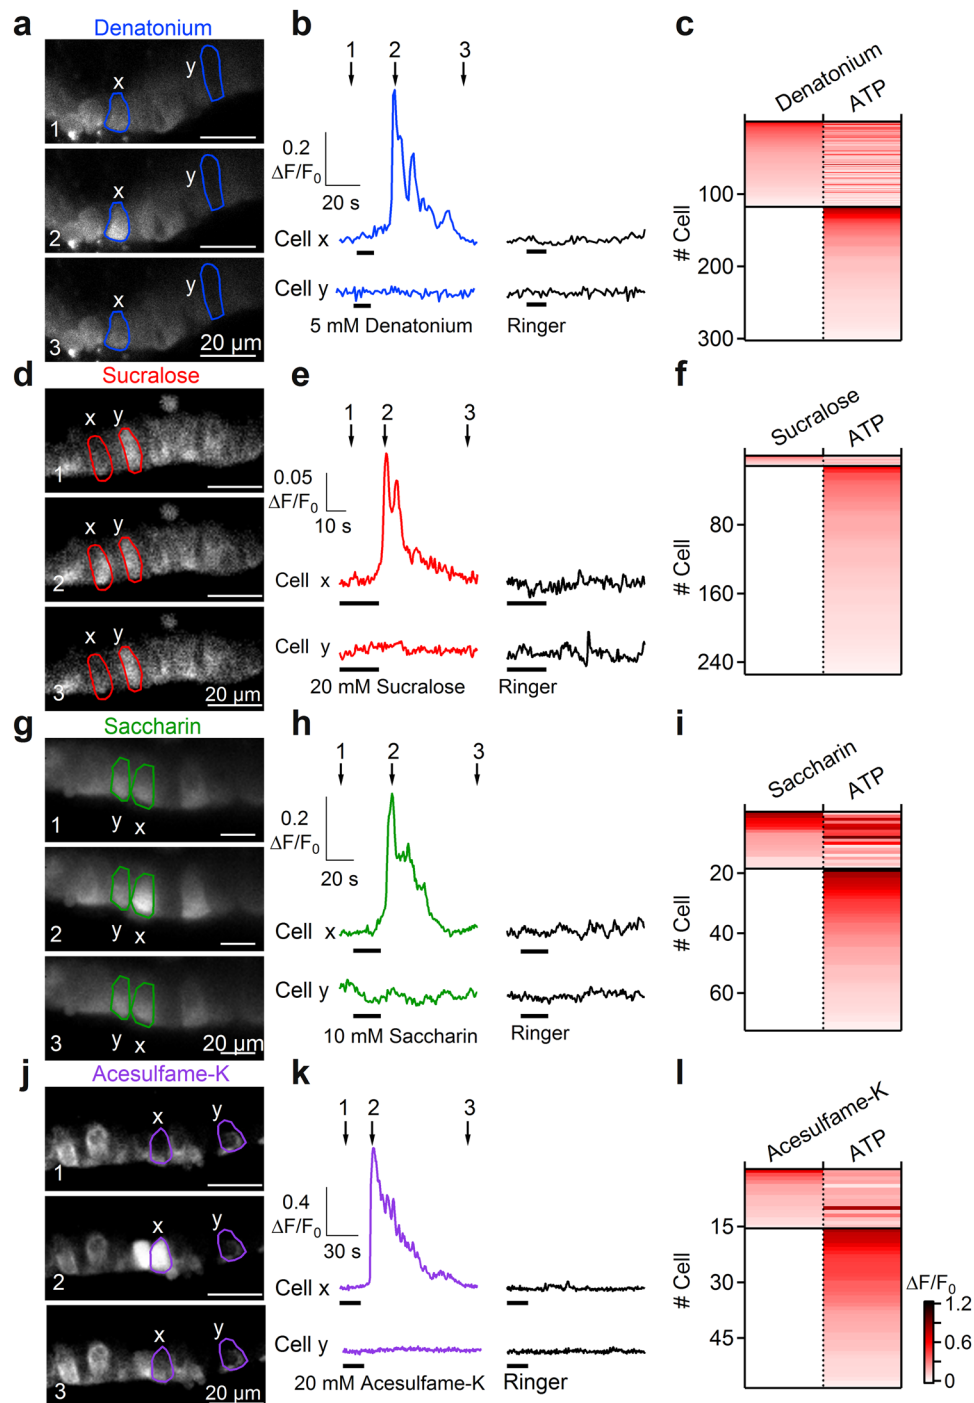 a Denatonium b c
1 2 3
Denatonium ATP
x y
1
x y
2
x y
3 20 µm
0.2
ΔF/F0
20 s
Cell x
Cell y
5 mM Denatonium Ringer
# Cell
100
200
300
d Sucralose e f
1 2 3
Sucralose ATP
x y
1
x y
2
x y
3 20 µm
0.05
ΔF/F0
10 s
Cell x
Cell y
20 mM Sucralose Ringer
# Cell
80
160
240
g Saccharin h i
1 2 3
Saccharin ATP
1 y x
2 y x
3 y x 20 µm
0.2
ΔF/F0
20 s
Cell x
Cell y
10 mM Saccharin Ringer
# Cell
20
40
60
j Acesulfame-K k l
1 2 3
Acesulfame-K ATP
x y
1
x y
2
x y
3 20 µm
0.4
ΔF/F0
30 s
Cell x
Cell y
20 mM Acesulfame-K Ringer
# Cell
15
30
45
ΔF/F0
1.2
0.8
0.4
0